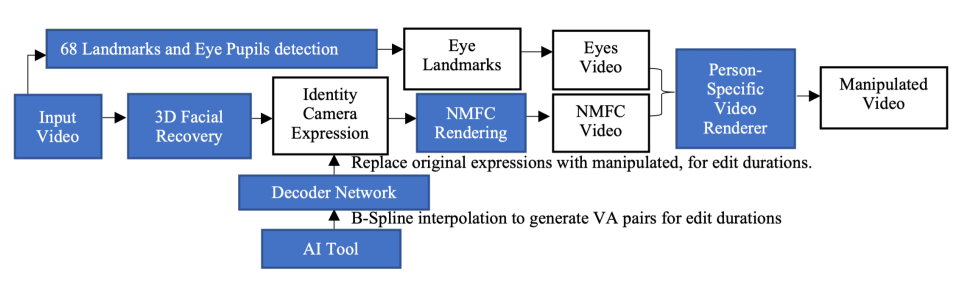 68 Landmarks and Eye Pupils detection
Eye
Landmarks
Eyes
Video
Person-
Specific
Video
Renderer
Manipulated
Video
Input
Video
3D Facial
Recovery
Identity
Camera
Expression
NMFC
Rendering
NMFC
Video
Replace original expressions with manipulated, for edit durations.
Decoder Network
B-Spline interpolation to generate VA pairs for edit durations
AI Tool